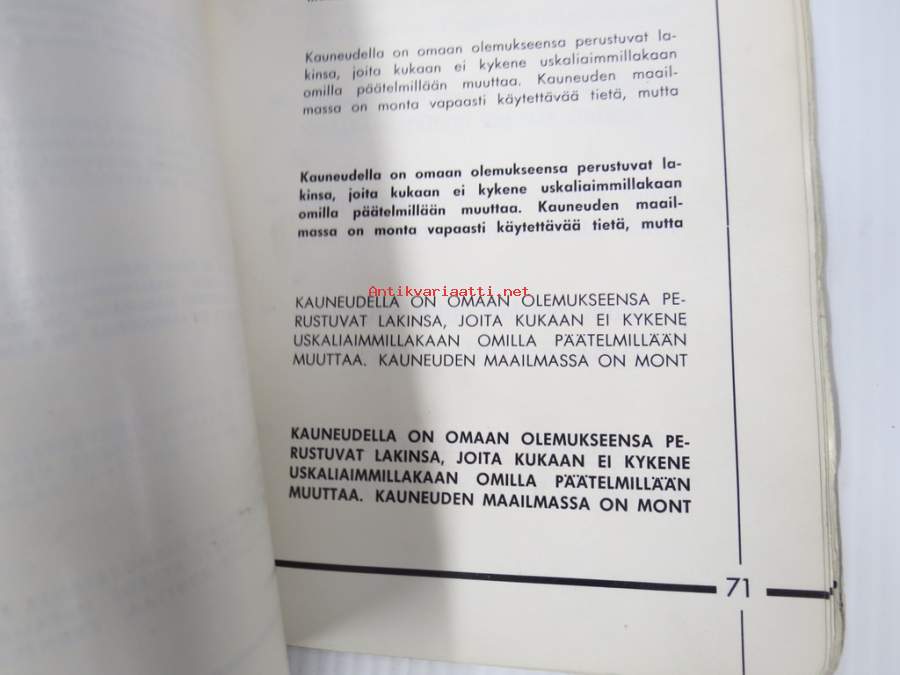 Kauneudella on omaan olemukseensa perustuvat la-
kinsa, joita kukaan ei kykene uskaliaimmillakaan
omilla päätelmillään muuttaa. Kauneuden maail-
massa on monta vapaasti käytettävää tietä, mutta
Kauneudella on omaan olemukseensa perustuvat la-
kinsa, joita kukaan ei kykene uskaliaimmillakaan
omilla päätelmillään muuttaa. Kauneuden maail-
massa on monta vapaasti käytettävää tietä, mutta
Antikvariaatti.net
KAUNEUDELLA ON OMAAN OLEMUKSEENSA PE-
RUSTUVAT LAKINSA, JOITA KUKAAN EI KYKENE
USKALIAIMMILLAKAAN OMILLA PÄÄTELMILLÄÄN
MUUTTAA. KAUNEUDEN MAAILMASSA ON MONT
KAUNEUDELLA ON OMAAN OLEMUKSEENSA PE-
RUSTUVAT LAKINSA, JOITA KUKAAN EI KYKENE
USKALIAIMMILLAKAAN OMILLA PÄÄTELMILLÄÄN
MUUTTAA. KAUNEUDEN MAAILMASSA ON MONT
71